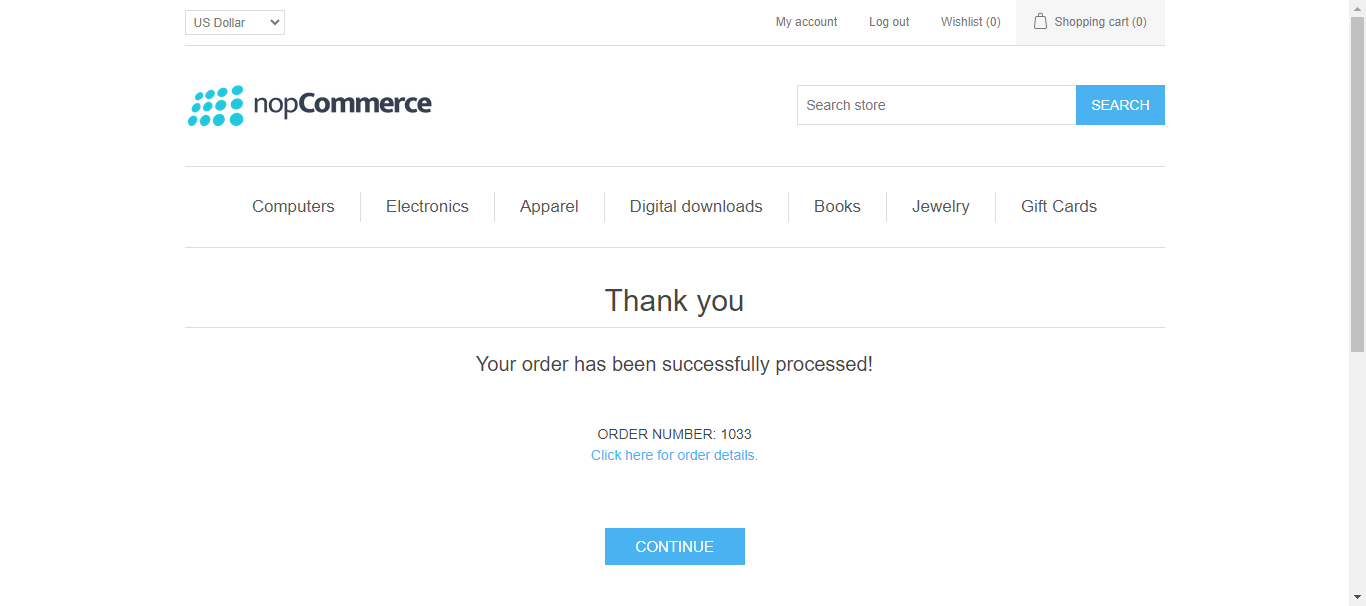 US Dollar
My account
Log out
Wishlist (0)
Shopping cart (0)
nopCommerce
Search store
SEARCH
Computers
Electronics
Apparel
Digital downloads
Books
Jewelry
Gift Cards
Thank you
Your order has been successfully processed!
ORDER NUMBER: 1033
Click here for order details.
CONTINUE